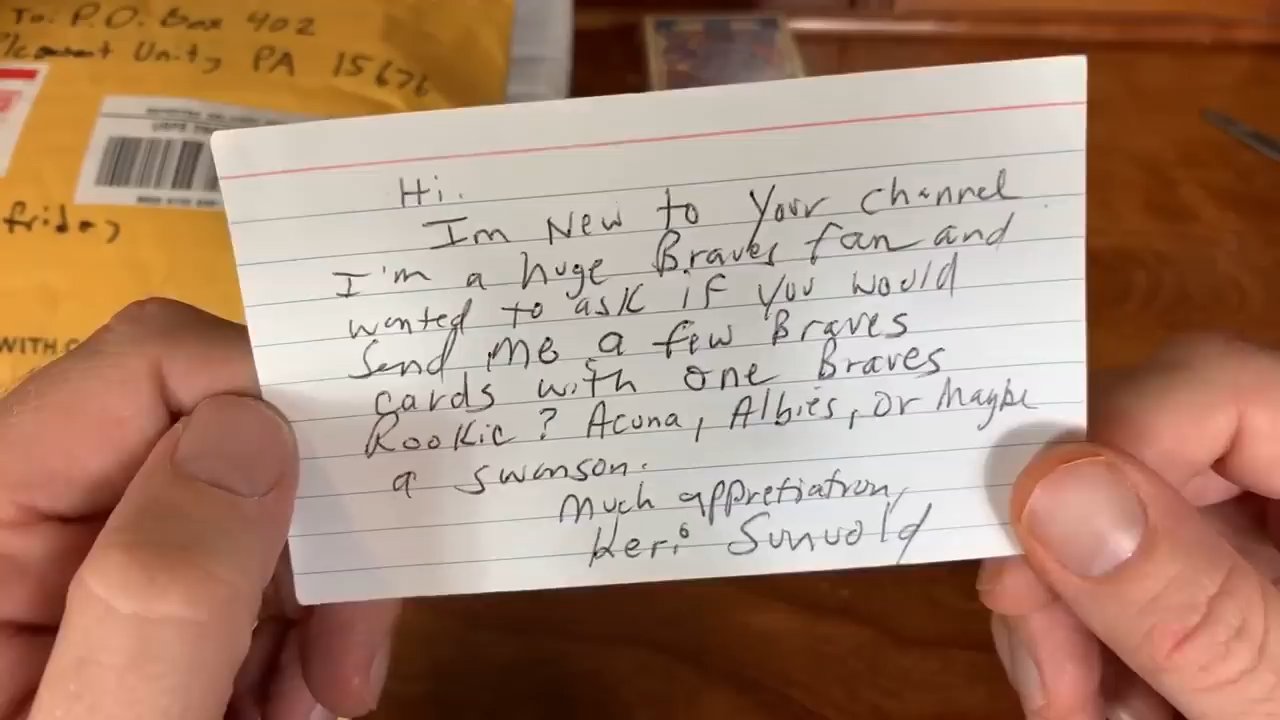 To: P.O. Box 402
Pleasant Unity PA 15676
friday
WITH
Hi.
Im New to Your channel
I'm a huge Braves fan and
wanted to ask if you would
Send me a few Braves
cards with one Braves
Rookie? Acuna, Albies, or Maybe
a swanson.
Much appretiation,
Keri Sunvold